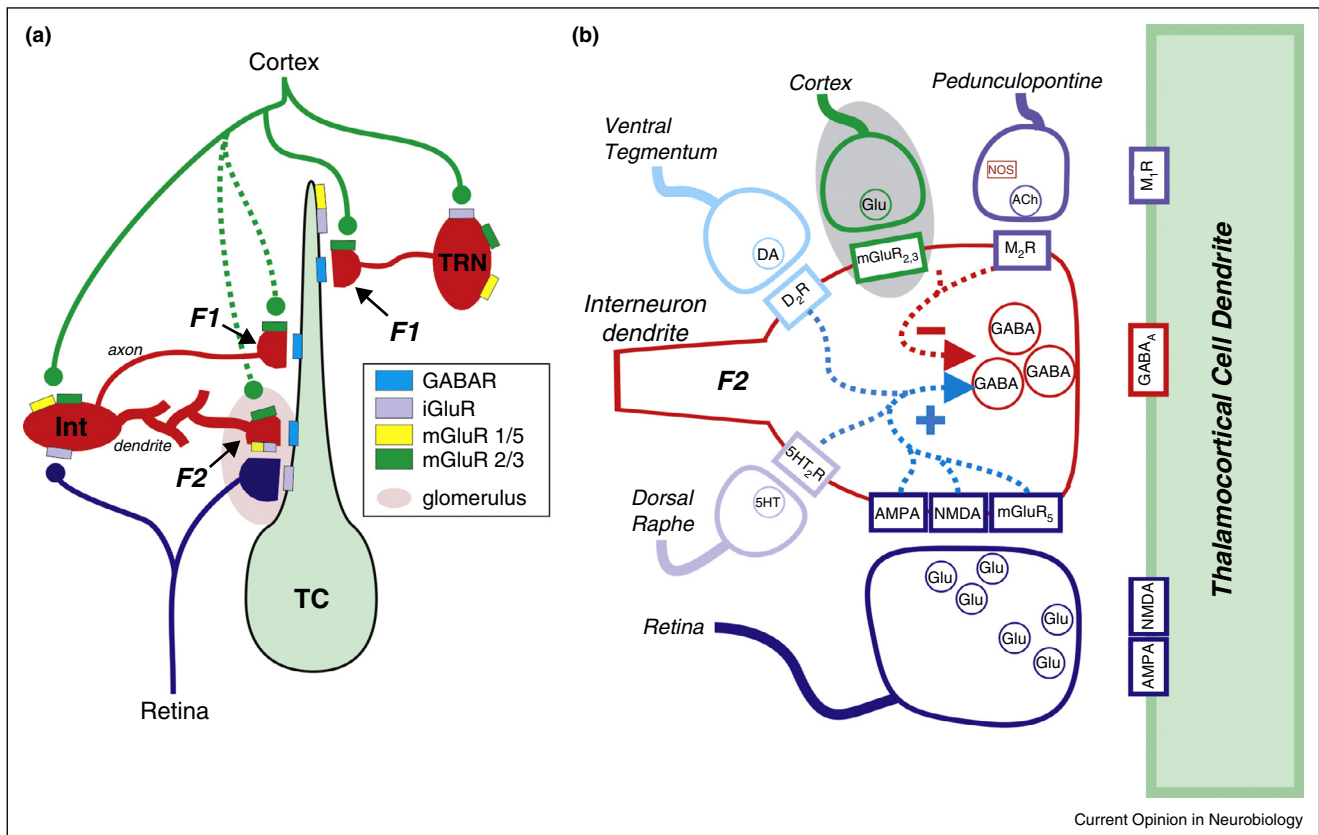 (a)
Cortex
TRN
F1
F1
axon
Int
dendrite
F2
TC
Retina
GABAR
iGluR
mGluR 1/5
mGluR 2/3
glomerulus
(b)
Cortex
Pedunculopontine
Ventral
Tegmentum
NOS
ACh
Glu
DA
mGluR2,3
M2R
D2R
Interneuron
dendrite
F2
GABA
GABA
GABA
5HT2R
5HT
Dorsal
Raphe
AMPA
NMDA
mGluR5
Glu
Glu
Glu
Glu
Glu
Glu
Retina
M1R
GABAA
NMDA
AMPA
Thalamocortical Cell Dendrite
Current Opinion in Neurobiology